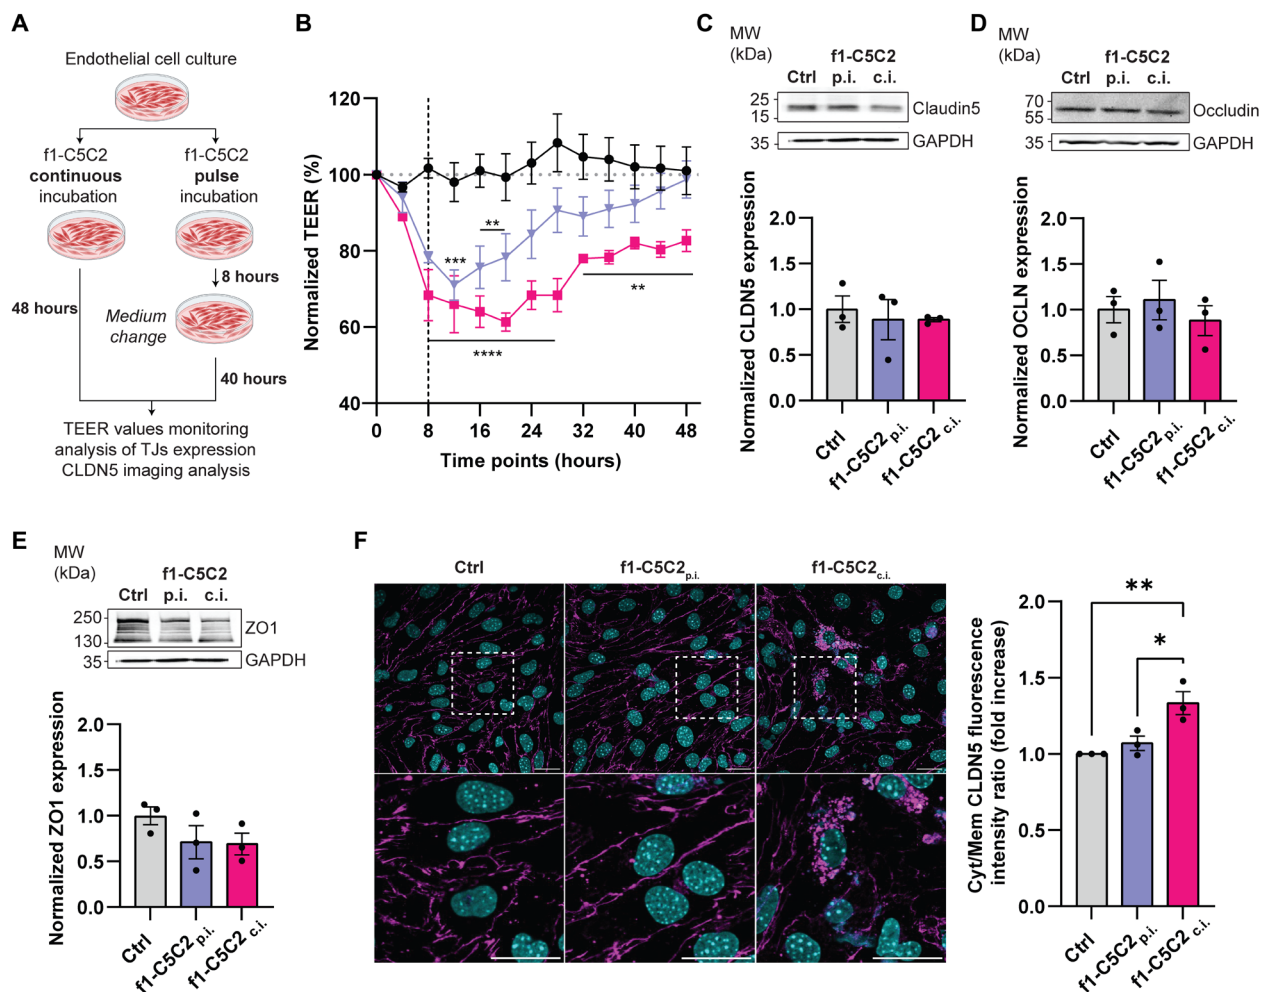 A
Endothelial cell culture
f1-C5C2
continuous
incubation
f1-C5C2
pulse
incubation
8 hours
48 hours
Medium
change
40 hours
TEER values monitoring
analysis of TJs expression
CLDN5 imaging analysis
B
Normalized TEER (%)
120
100
80
60
40
**
***
****
**
0 8 16 24 32 40 48
Time points (hours)
C
MW
(kDa)
f1-C5C2
Ctrl p.i. c.i.
25
15
Claudin5
35
GAPDH
Normalized CLDN5 expression
2.0
1.5
1.0
0.5
0.0
Ctrl
f1-C5C2 p.i.
f1-C5C2 c.i.
D
MW
(kDa)
f1-C5C2
Ctrl p.i. c.i.
70
55
Occludin
35
GAPDH
Normalized OCLN expression
2.0
1.5
1.0
0.5
0.0
Ctrl
f1-C5C2 p.i.
f1-C5C2 c.i.
E
MW
(kDa)
f1-C5C2
Ctrl p.i. c.i.
250
130
ZO1
35
GAPDH
Normalized ZO1 expression
2.0
1.5
1.0
0.5
0.0
Ctrl
f1-C5C2 p.i.
f1-C5C2 c.i.
F
Ctrl
f1-C5C2p.i.
f1-C5C2c.i.
Cyt/Mem CLDN5 fluorescence
intensity ratio (fold increase)
2.0
1.5
1.0
0.5
0.0
**
*
Ctrl
f1-C5C2 p.i.
f1-C5C2 c.i.